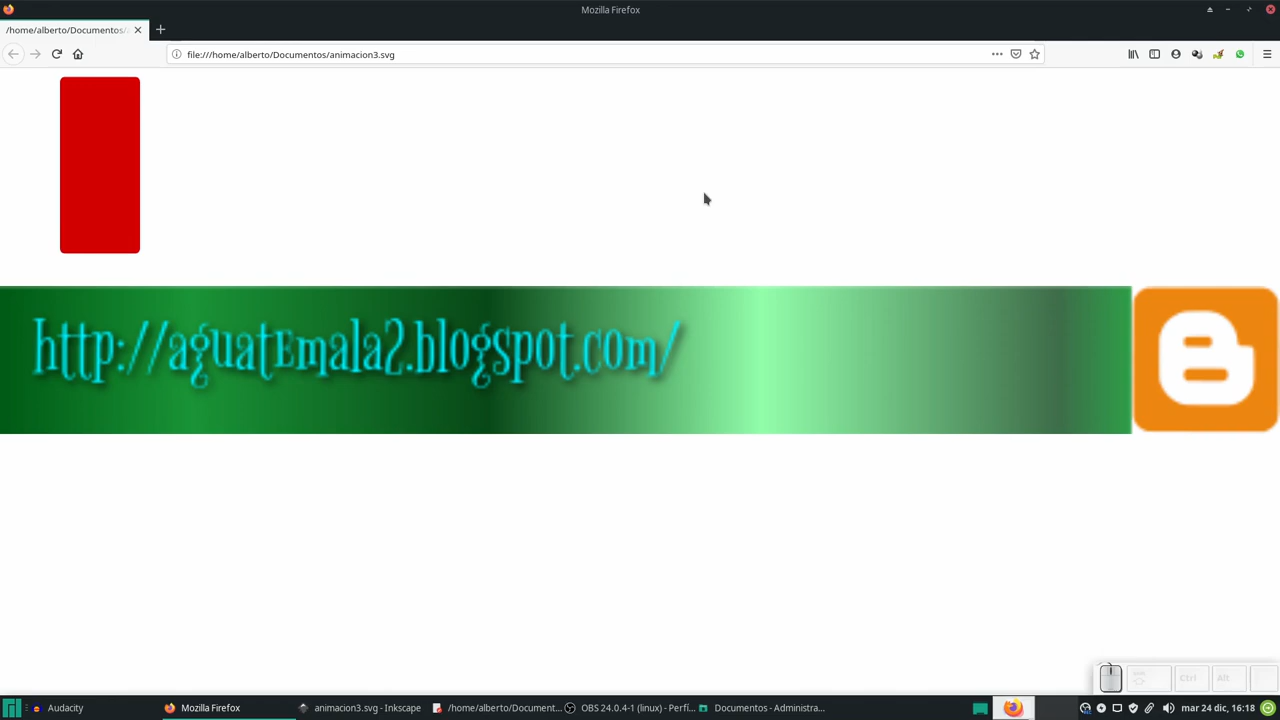 Mozilla Firefox
/home/alberto/Documentos/
file:///home/alberto/Documentos/animacion3.svg
http://aguatEmala2.blogspot.com/
Ctrl Alt
Audacity
Mozilla Firefox
animacion3.svg - Inkscape
/home/alberto/Document...
OBS 24.0.4-1 (linux) - Perfi...
Documentos - Administra...
mar 24 dic, 16:18